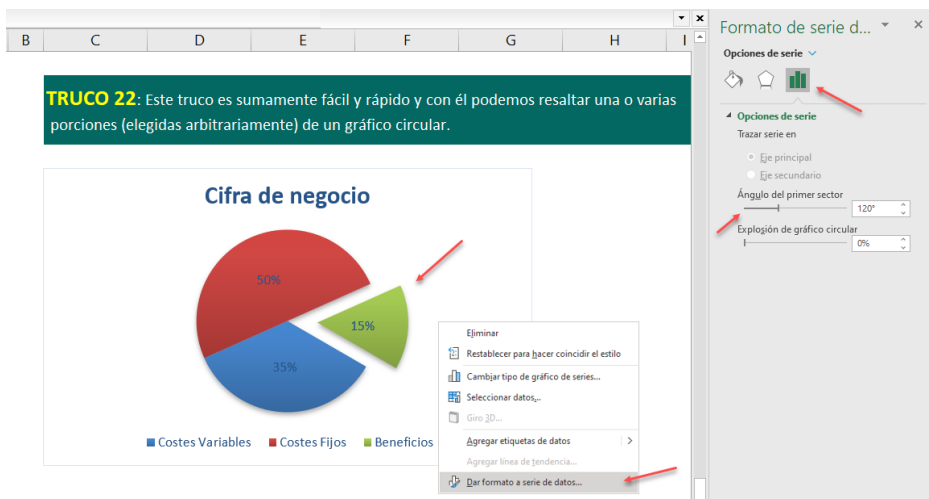 B C D E F G H I
TRUCO 22: Este truco es sumamente fácil y rápido y con él podemos resaltar una o varias
porciones (elegidas arbitrariamente) de un gráfico circular.
Cifra de negocio
50%
15%
35%
Costes Variables Costes Fijos Beneficios
Eliminar
Restablecer para hacer coincidir el estilo
Cambiar tipo de gráfico de series...
Seleccionar datos...
Giro 3D...
Agregar etiquetas de datos
Agregar línea de tendencia...
Dar formato a serie de datos...
Formato de serie d...
Opciones de serie
Opciones de serie
Trazar serie en
Eje principal
Eje secundario
Ángulo del primer sector
120°
Explosión de gráfico circular
0%